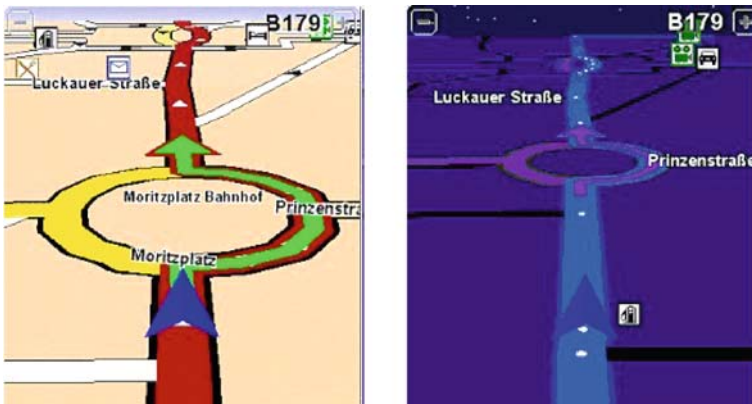 B179
Luckauer Straße
Moritzplatz Bahnhof
Prinzenstra
Moritzplatz
B179
Luckauer Straße
Prinzenstraße